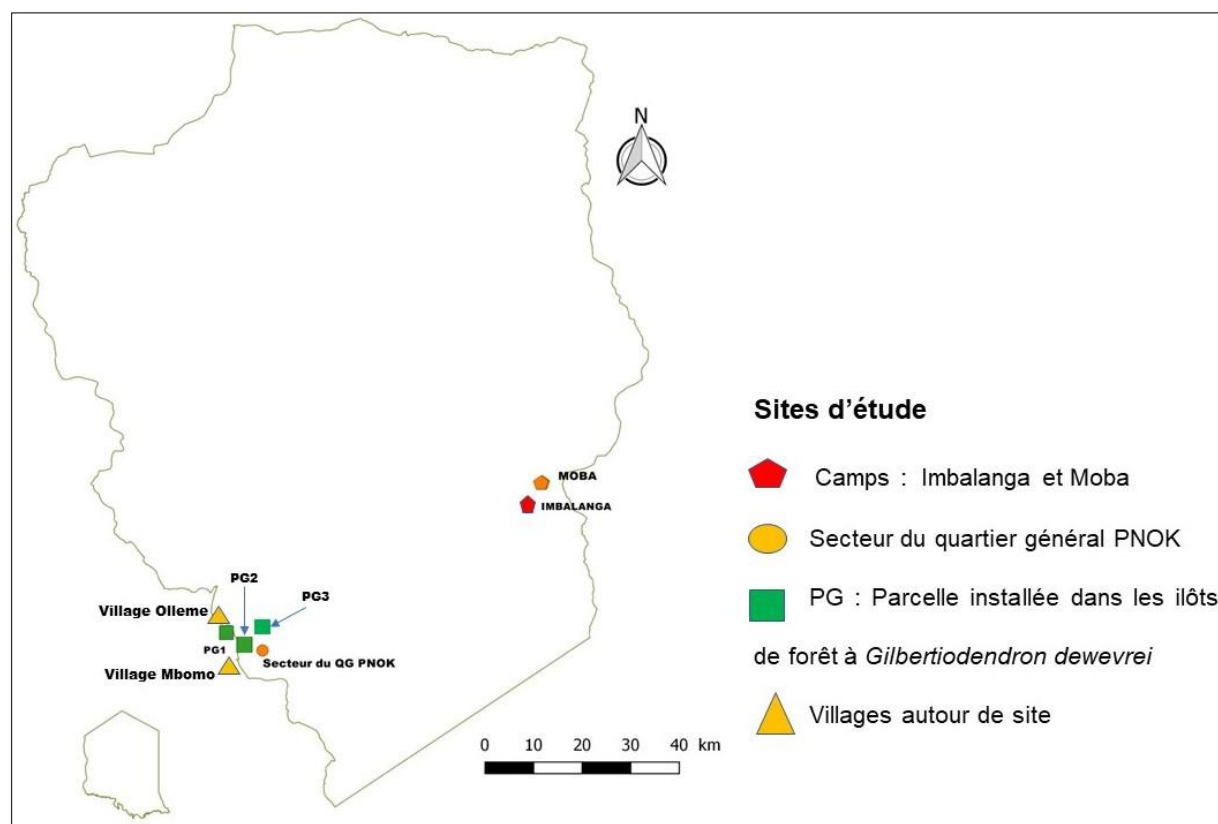 N
MOBA
IMBALANGA
PG2
PG3
Village Olleme
PG1
Secteur du QG PNOK
Village Mbomo
0 10 20 30 40 km
Sites d’étude
Camps : Imbalanga et Moba
Secteur du quartier général PNOK
PG : Parcelle installée dans les ilôts
de forêt à Gilbertiodendron dewevrei
Villages autour de site